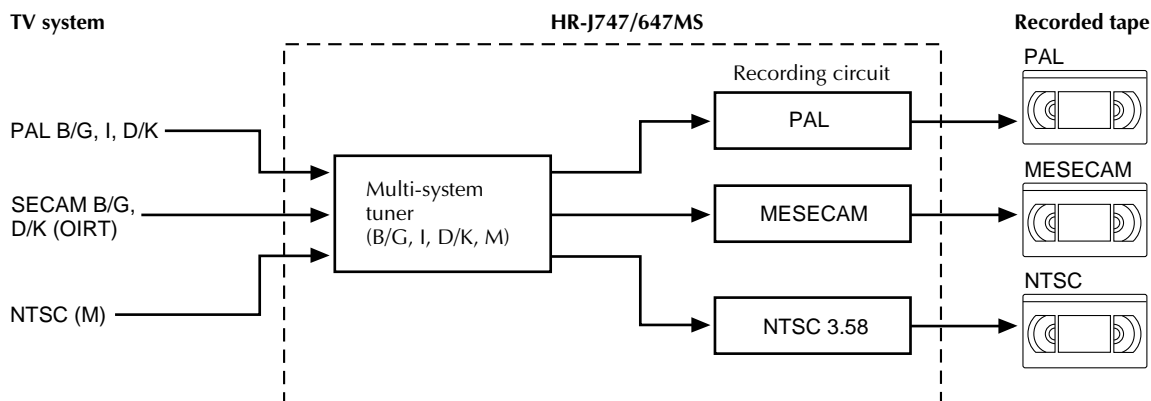 TV system
HR-J747/647MS
Recorded tape
PAL
Recording circuit
PAL
PAL B/G, I, D/K
Multi-system
tuner
(B/G, I, D/K, M)
MESECAM
SECAM B/G,
D/K (OIRT)
MESECAM
NTSC
NTSC (M)
NTSC 3.58